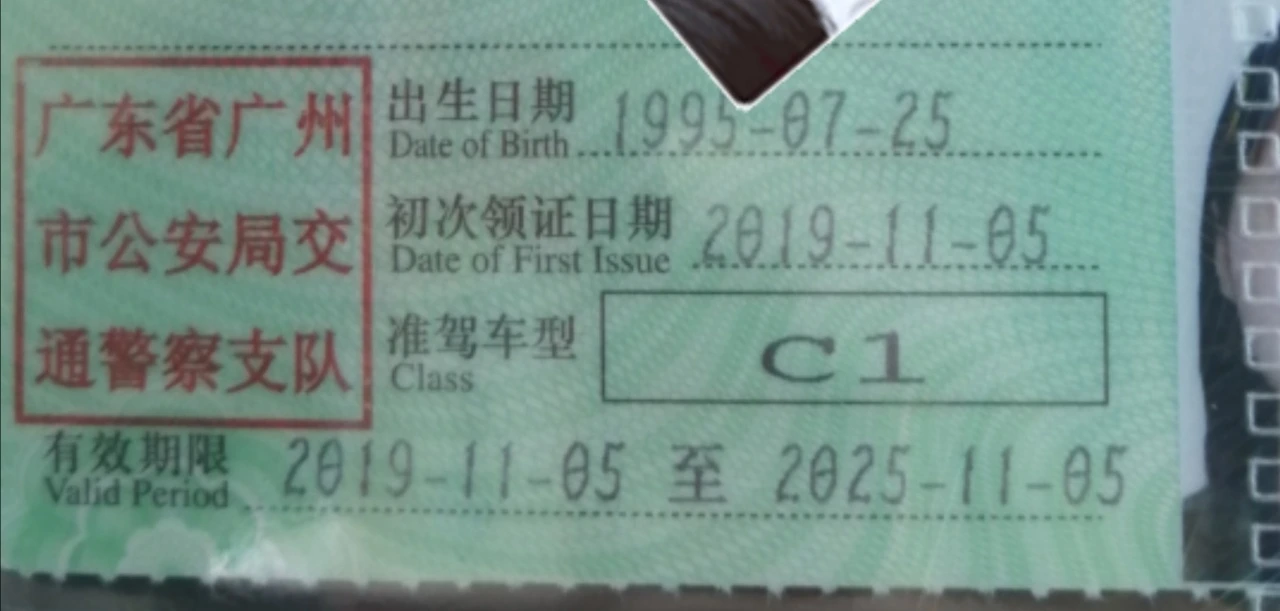 广东省广州
市公安局交
通警察支队
出生日期 1995-07-25
Date of Birth
初次领证日期 2019-11-05
Date of First Issue
准驾车型 C1
Class
有效期限 2019-11-05 至 2025-11-05
Valid Period